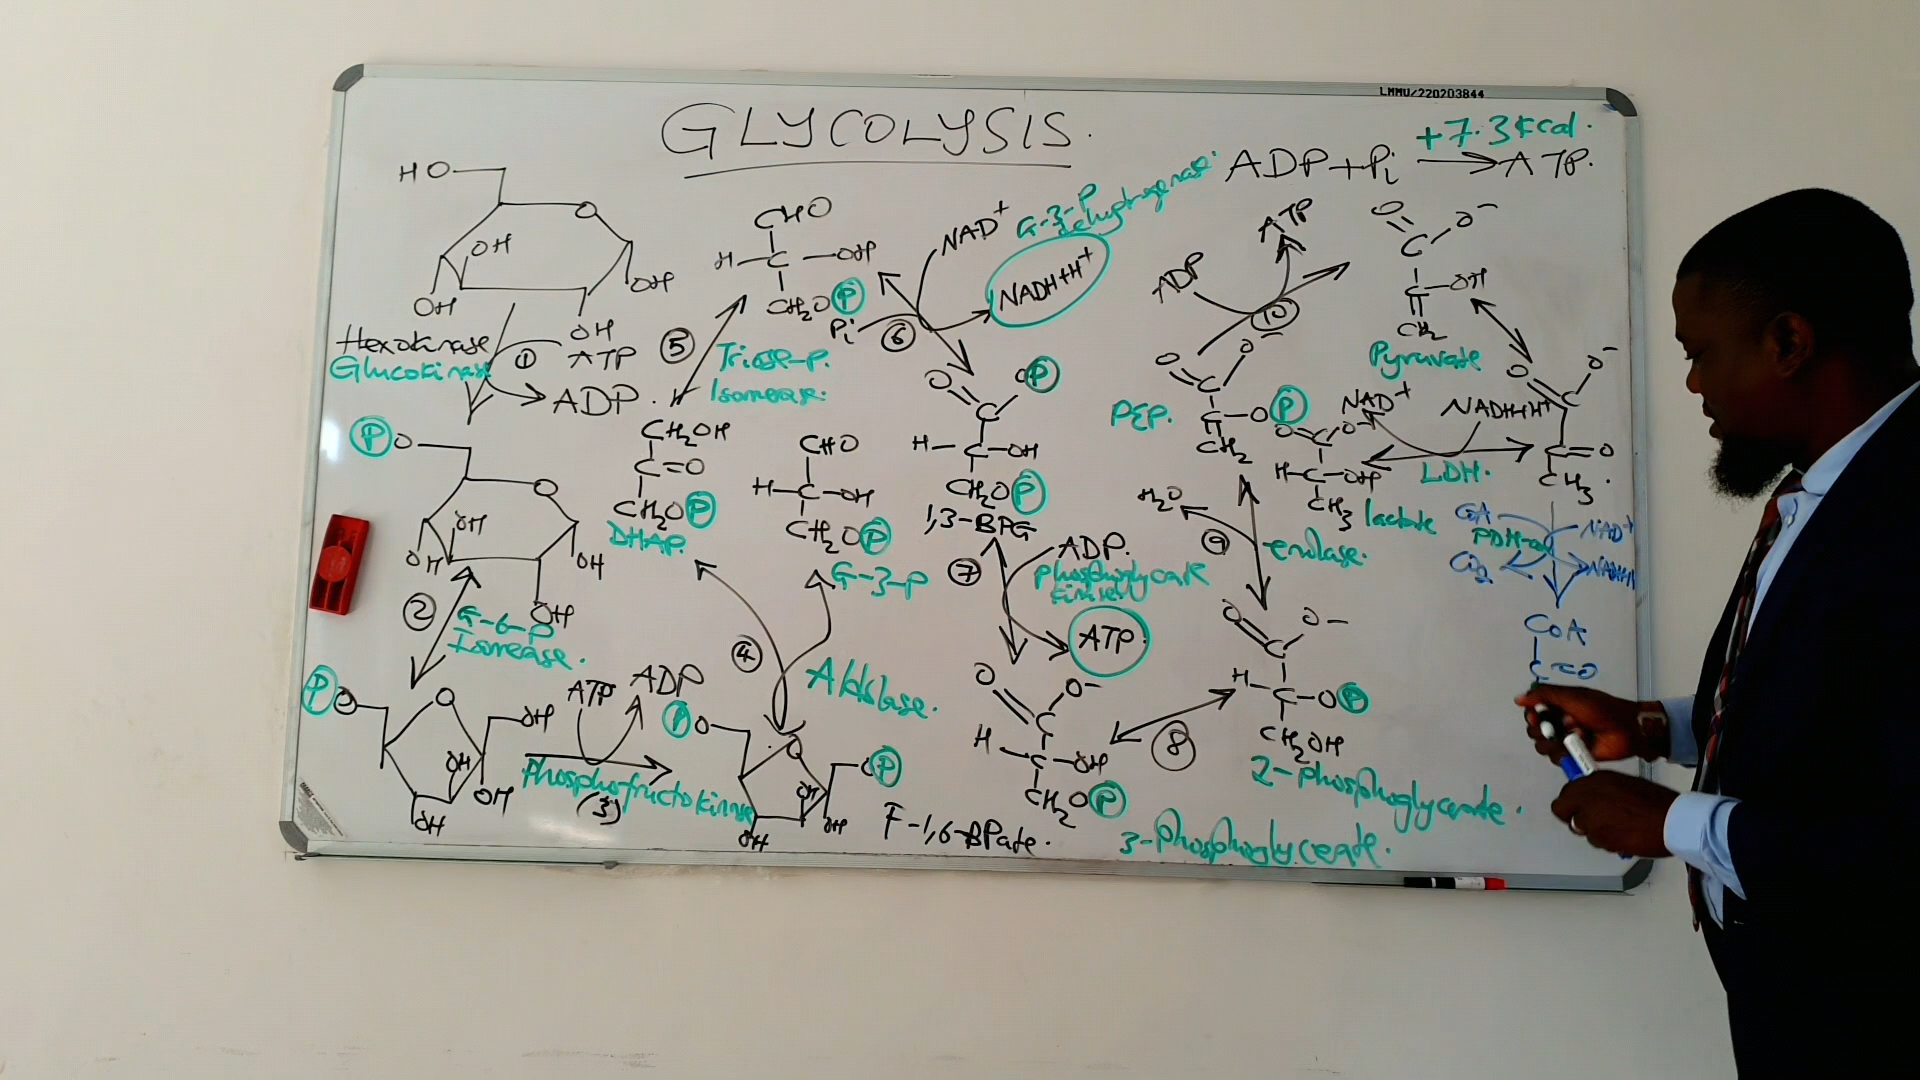 LMMU/220203844
GLYCOLYSIS.
+7.3 Kcal.
ADP+Pi → ATP.
HO
O
OH
OH
OH
OH
Hexokinase
Glucokinase
1
ATP
ADP.
P O
O
OH
OH
OH
OH
2
G-6-P
Isomerase.
P O
O
OH
OH
OH
OH
ATP
ADP
Phosphofructokinase
(3)
P O
O
O P
OH
OH
OH
F-1,6-BPate.
4
Aldolase.
CH2OH
C=O
CH2O P
DHAP.
CHO
H-C-OH
CH2O P
G-3-P
5
Triose-p.
Isomerase.
CHO
H-C-OH
CH2O P
Pi
6
NAD+
G-3-P
dehydrogenase.
NADH+H+
O
O P
C
H-C-OH
CH2O P
1,3-BPG
7
ADP.
phosphoglycerate
kinase
ATP.
O
O-
C
H-C-OH
CH2O P
3-phosphoglycerate.
8
O
O-
C
H-C-O P
CH2OH
2-phosphoglycerate.
9
H2O
enolase.
O
O-
C
C-O P
CH2
PEP.
10
ADP
ATP
O
O-
C
C-OH
CH2
Pyruvate
O
O-
C
C=O
CH3.
NAD+
NADH+H+
LDH.
O
O-
C
H-C-OH
CH3
lactate
CoA
NAD+
CO2
CoA
C=O